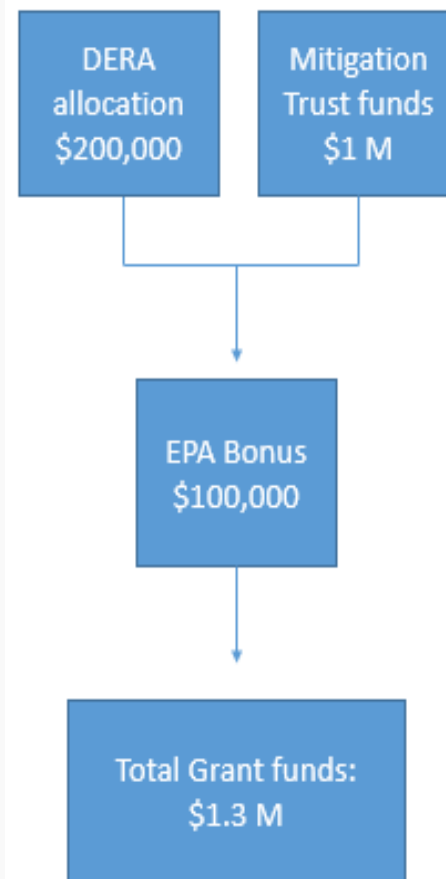 DERA
allocation
$200,000
Mitigation
Trust funds
$1 M
EPA Bonus
$100,000
Total Grant funds:
$1.3 M